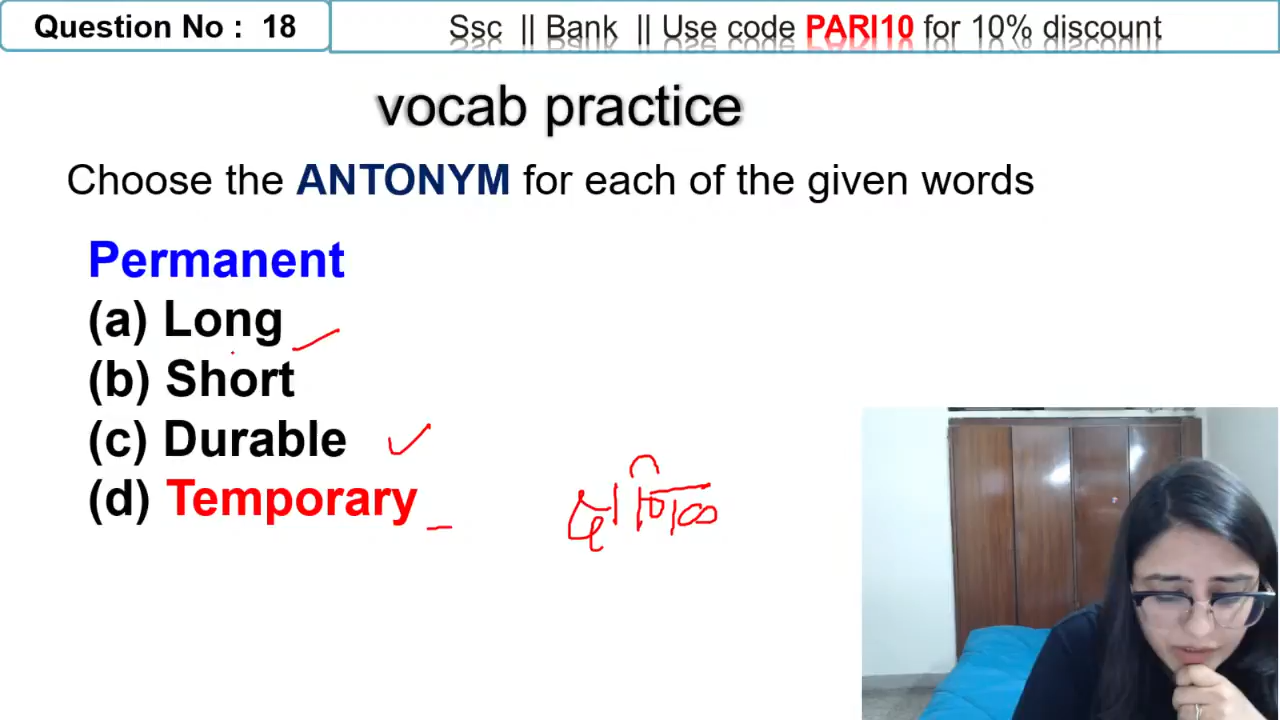 Question No : 18
Ssc || Bank || Use code PARI10 for 10% discount
vocab practice
Choose the ANTONYM for each of the given words
Permanent
(a) Long
(b) Short
(c) Durable
(d) Temporary